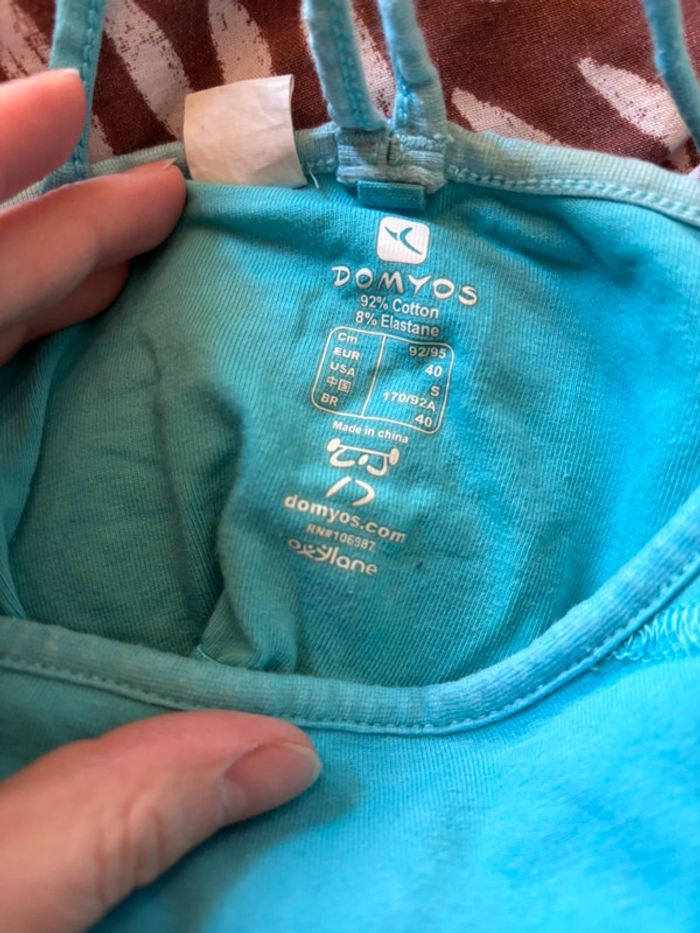 DOMYOS
92% Cotton
8% Elastane
Cm 92/95
EUR 40
USA S
中国 170/92A
BR 40
Made in china
domyos.com
RN#106987
oxylane